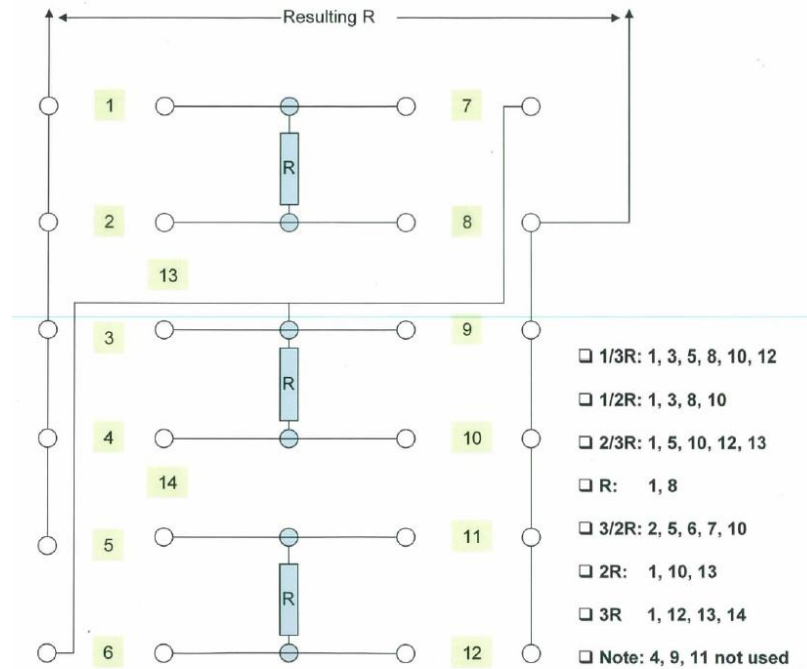 Resulting R
1
7
R
2
8
13
3
9
R
4
10
14
5
11
R
6
12
❑ 1/3R: 1, 3, 5, 8, 10, 12
❑ 1/2R: 1, 3, 8, 10
❑ 2/3R: 1, 5, 10, 12, 13
❑ R: 1, 8
❑ 3/2R: 2, 5, 6, 7, 10
❑ 2R: 1, 10, 13
❑ 3R 1, 12, 13, 14
❑ Note: 4, 9, 11 not used